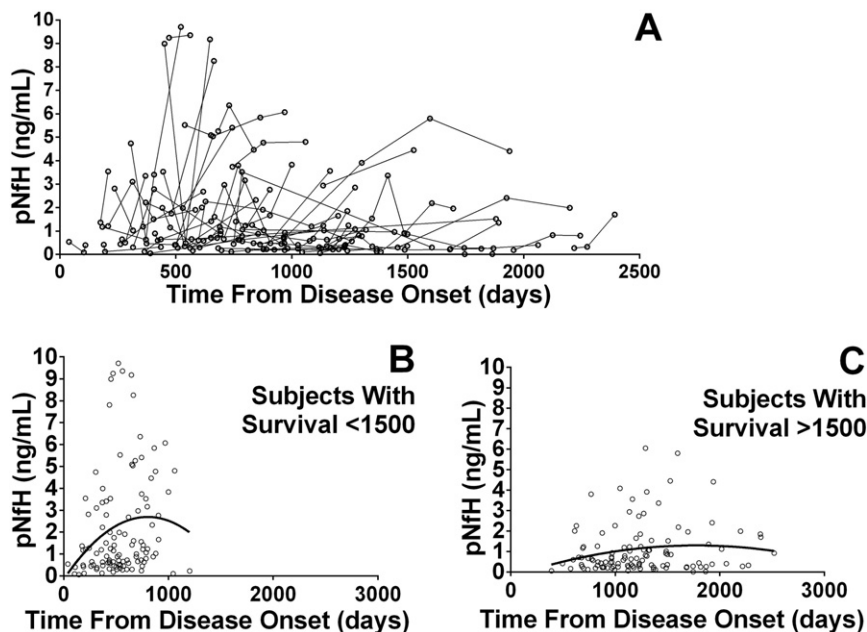 A
10
9
8
7
6
5
4
3
2
1
0
pNfH (ng/mL)
0 500 1000 1500 2000 2500
Time From Disease Onset (days)
B
Subjects With
Survival <1500
10
9
8
7
6
5
4
3
2
1
0
pNfH (ng/mL)
0 1000 2000 3000
Time From Disease Onset (days)
C
Subjects With
Survival >1500
10
9
8
7
6
5
4
3
2
1
0
pNfH (ng/mL)
0 1000 2000 3000
Time From Disease Onset (days)